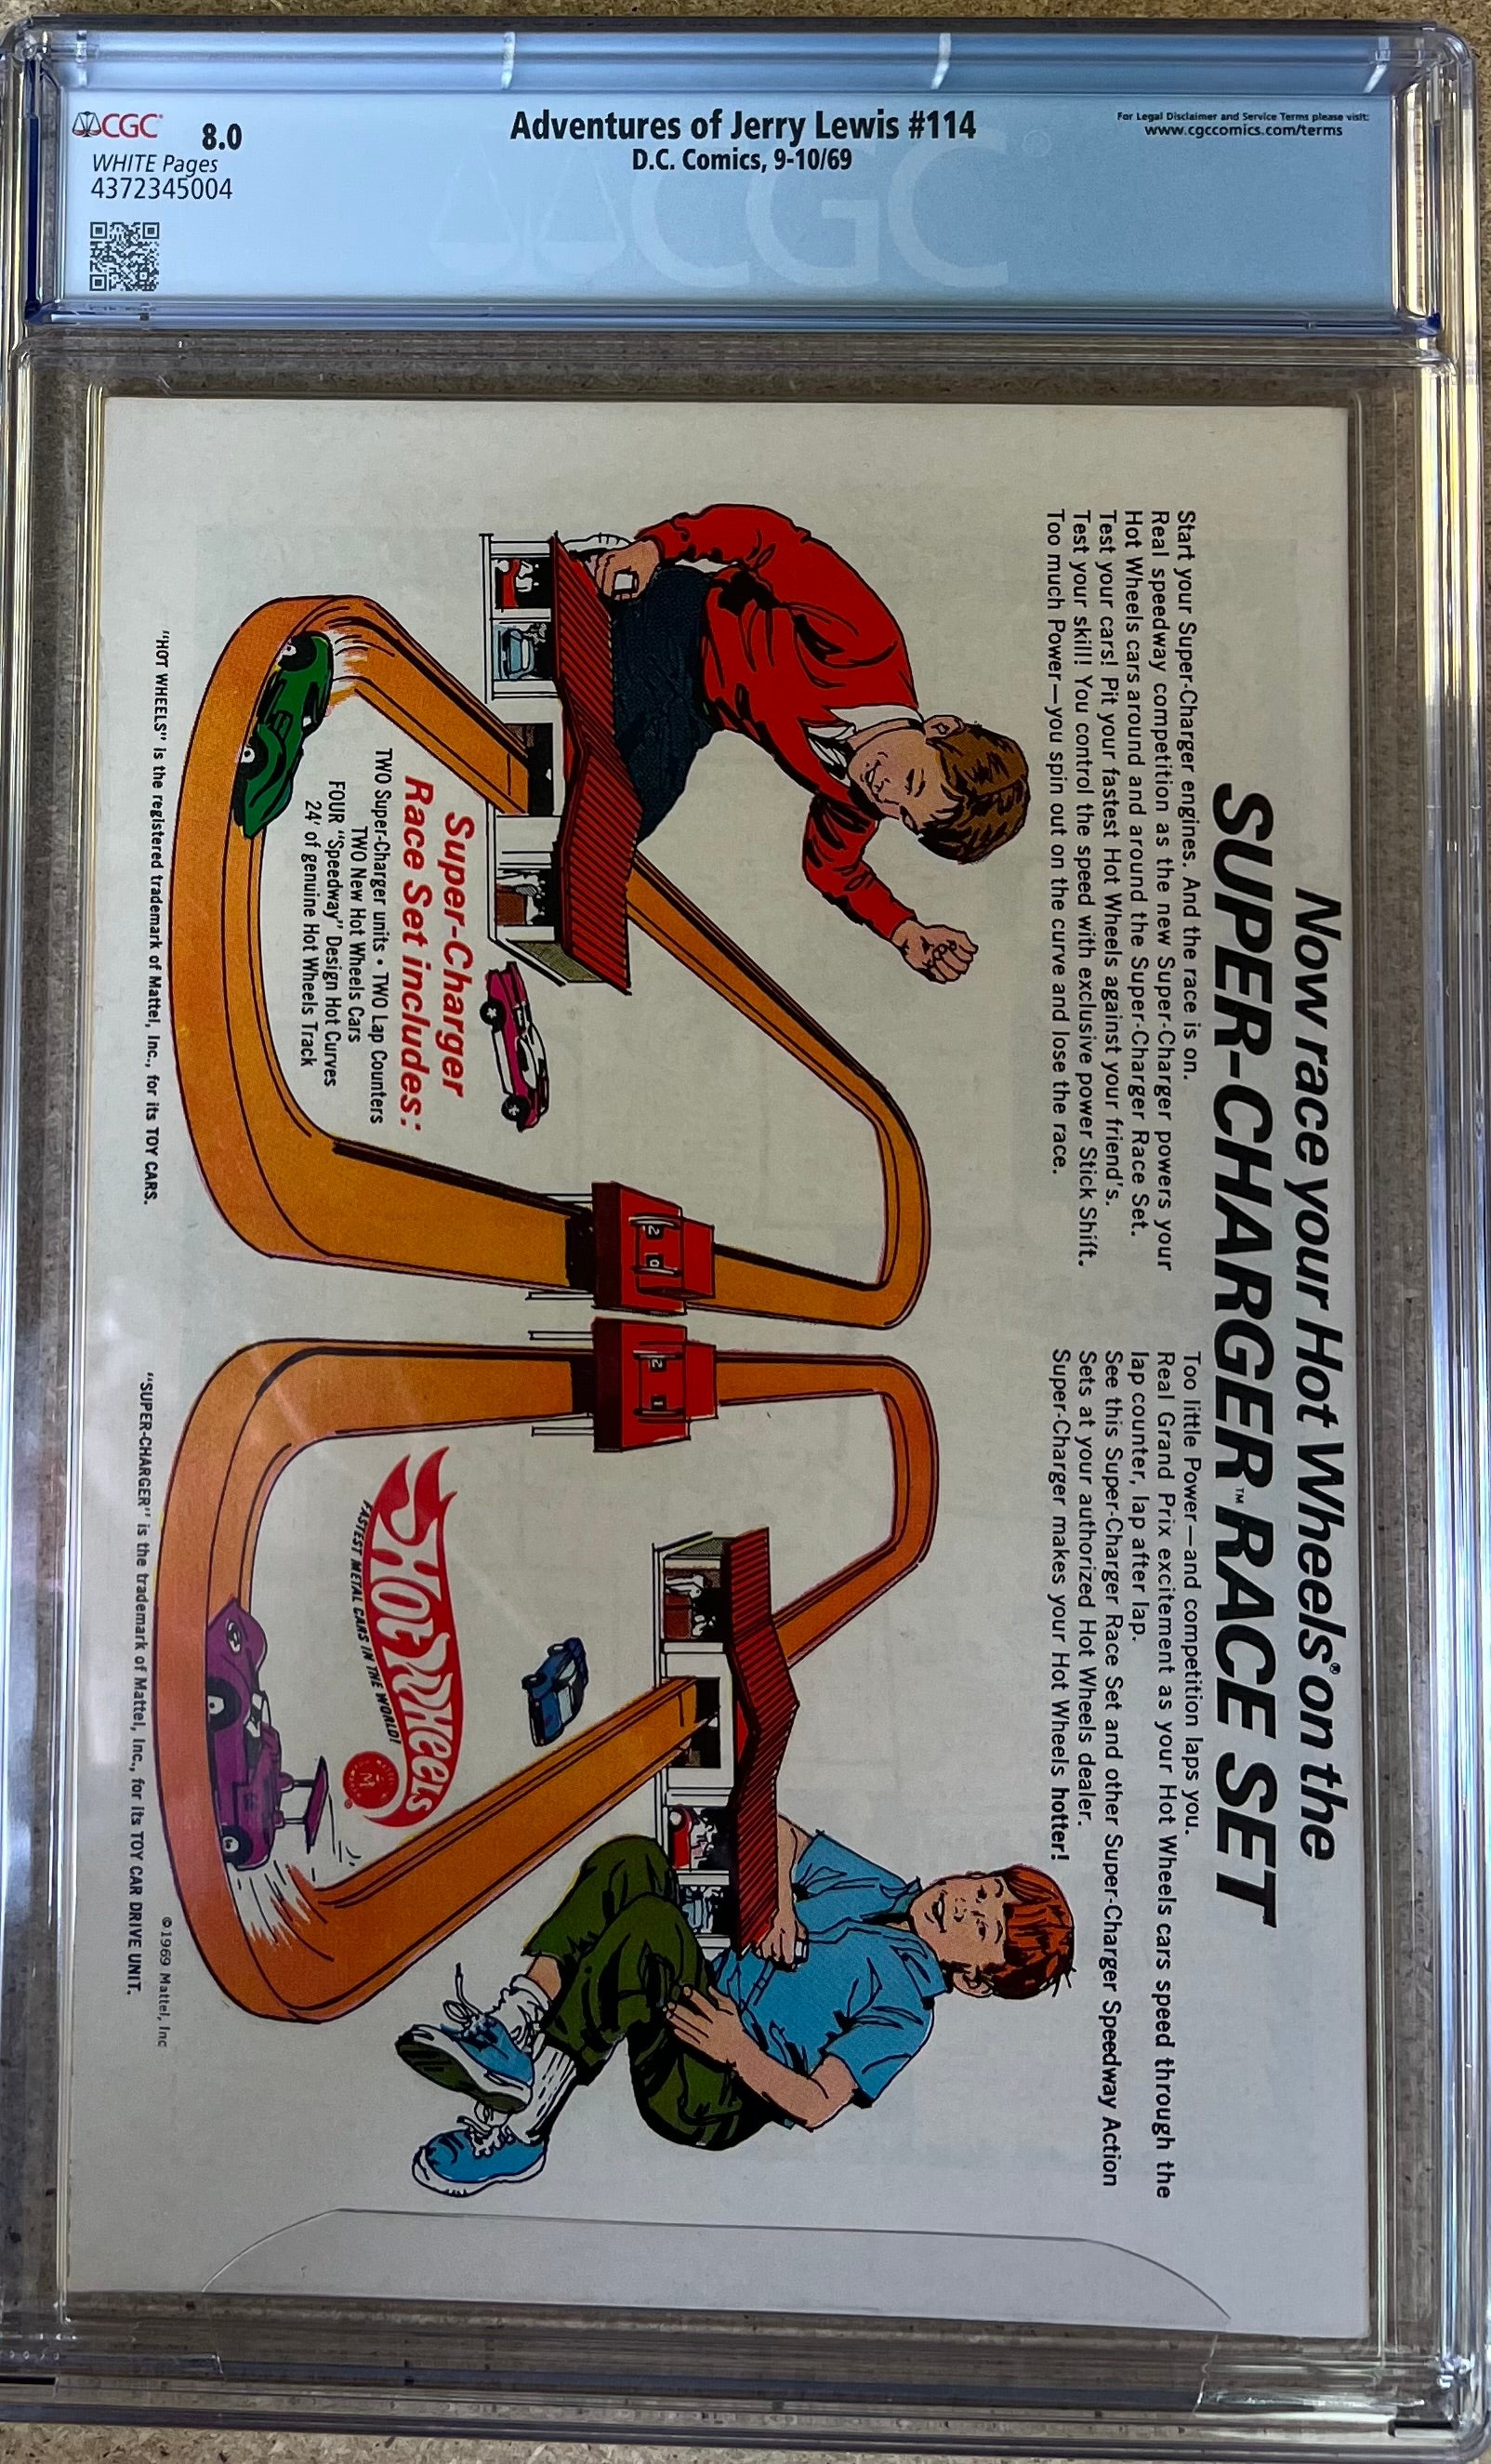 CGC
8.0
WHITE Pages
4372345004
Adventures of Jerry Lewis #114
D.C. Comics, 9-10/69
For Legal Disclaimer and Service Terms please visit:
www.cgccomics.com/terms
CGC
Now race your Hot Wheels® on the
SUPER-CHARGER™ RACE SET
Start your Super-Charger engines. And the race is on.
Real speedway competition as the new Super-Charger powers your
Hot Wheels cars around and around the Super-Charger Race Set.
Test your cars! Pit your fastest Hot Wheels against your friend's.
Test your skill! You control the speed with exclusive power Stick Shift.
Too much Power—you spin out on the curve and lose the race.
Too little Power—and competition laps you.
Real Grand Prix excitement as your Hot Wheels cars speed through the
lap counter, lap after lap.
See this Super-Charger Race Set and other Super-Charger Speedway Action
Sets at your authorized Hot Wheels dealer.
Super-Charger makes your Hot Wheels hotter!
2 0
2 1
Super-Charger
Race Set includes:
TWO Super-Charger units • TWO Lap Counters
TWO New Hot Wheels Cars
FOUR "Speedway" Design Hot Curves
24' of genuine Hot Wheels Track
HOT WHEELS
FASTEST METAL CARS IN THE WORLD!
M
®
"HOT WHEELS" is the registered trademark of Mattel, Inc., for its TOY CARS.
©1969 Mattel, Inc
"SUPER-CHARGER" is the trademark of Mattel, Inc., for its TOY CAR DRIVE UNIT.